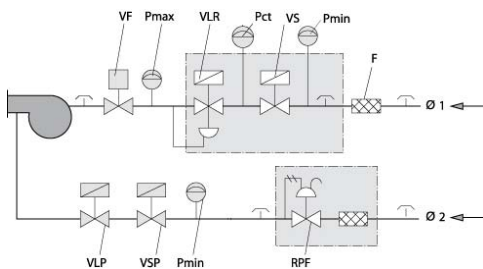 VF Pmax VLR Pct VS Pmin
F
Ø 1
Ø 2
VLP VSP Pmin RPF